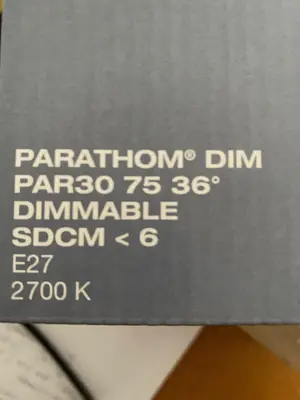 PARATHOM® DIM
PAR30 75 36°
DIMMABLE
SDCM < 6
E27
2700 K